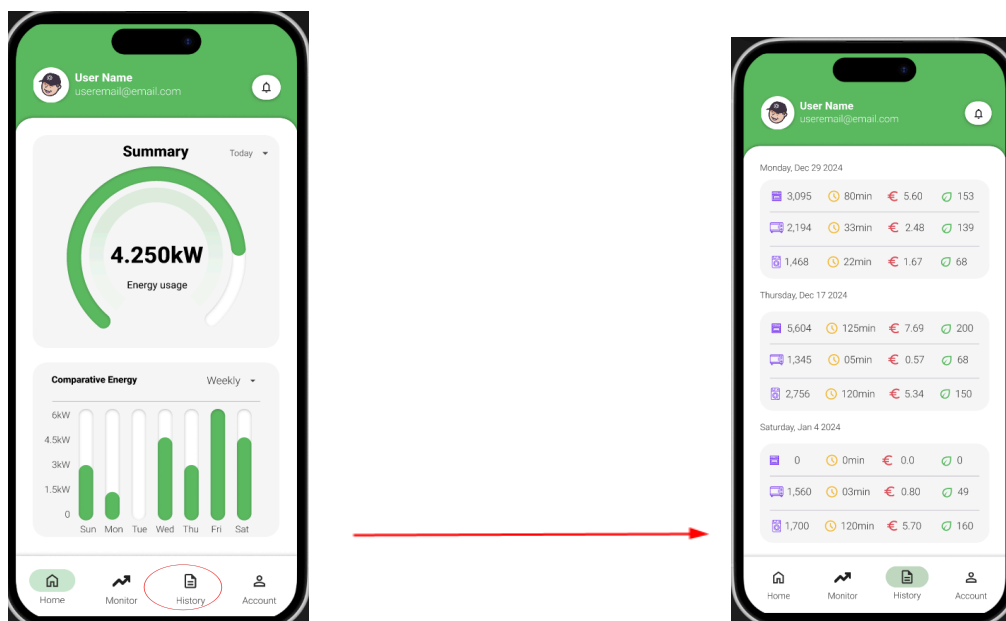 User Name
useremail@email.com
Summary
Today
4.250kW
Energy usage
Comparative Energy
Weekly
6kW
4.5kW
3kW
1.5kW
0
Sun Mon Tue Wed Thu Fri Sat
Home Monitor History Account
User Name
useremail@email.com
Monday, Dec 29 2024
3,095 80min € 5.60 153
2,194 33min € 2.48 139
1,468 22min € 1.67 68
Thursday, Dec 17 2024
5,604 125min € 7.69 200
1,345 05min € 0.57 68
2,756 120min € 5.34 150
Saturday, Jan 4 2024
0 0min € 0.0 0
1,560 03min € 0.80 49
1,700 120min € 5.70 160
Home Monitor History Account